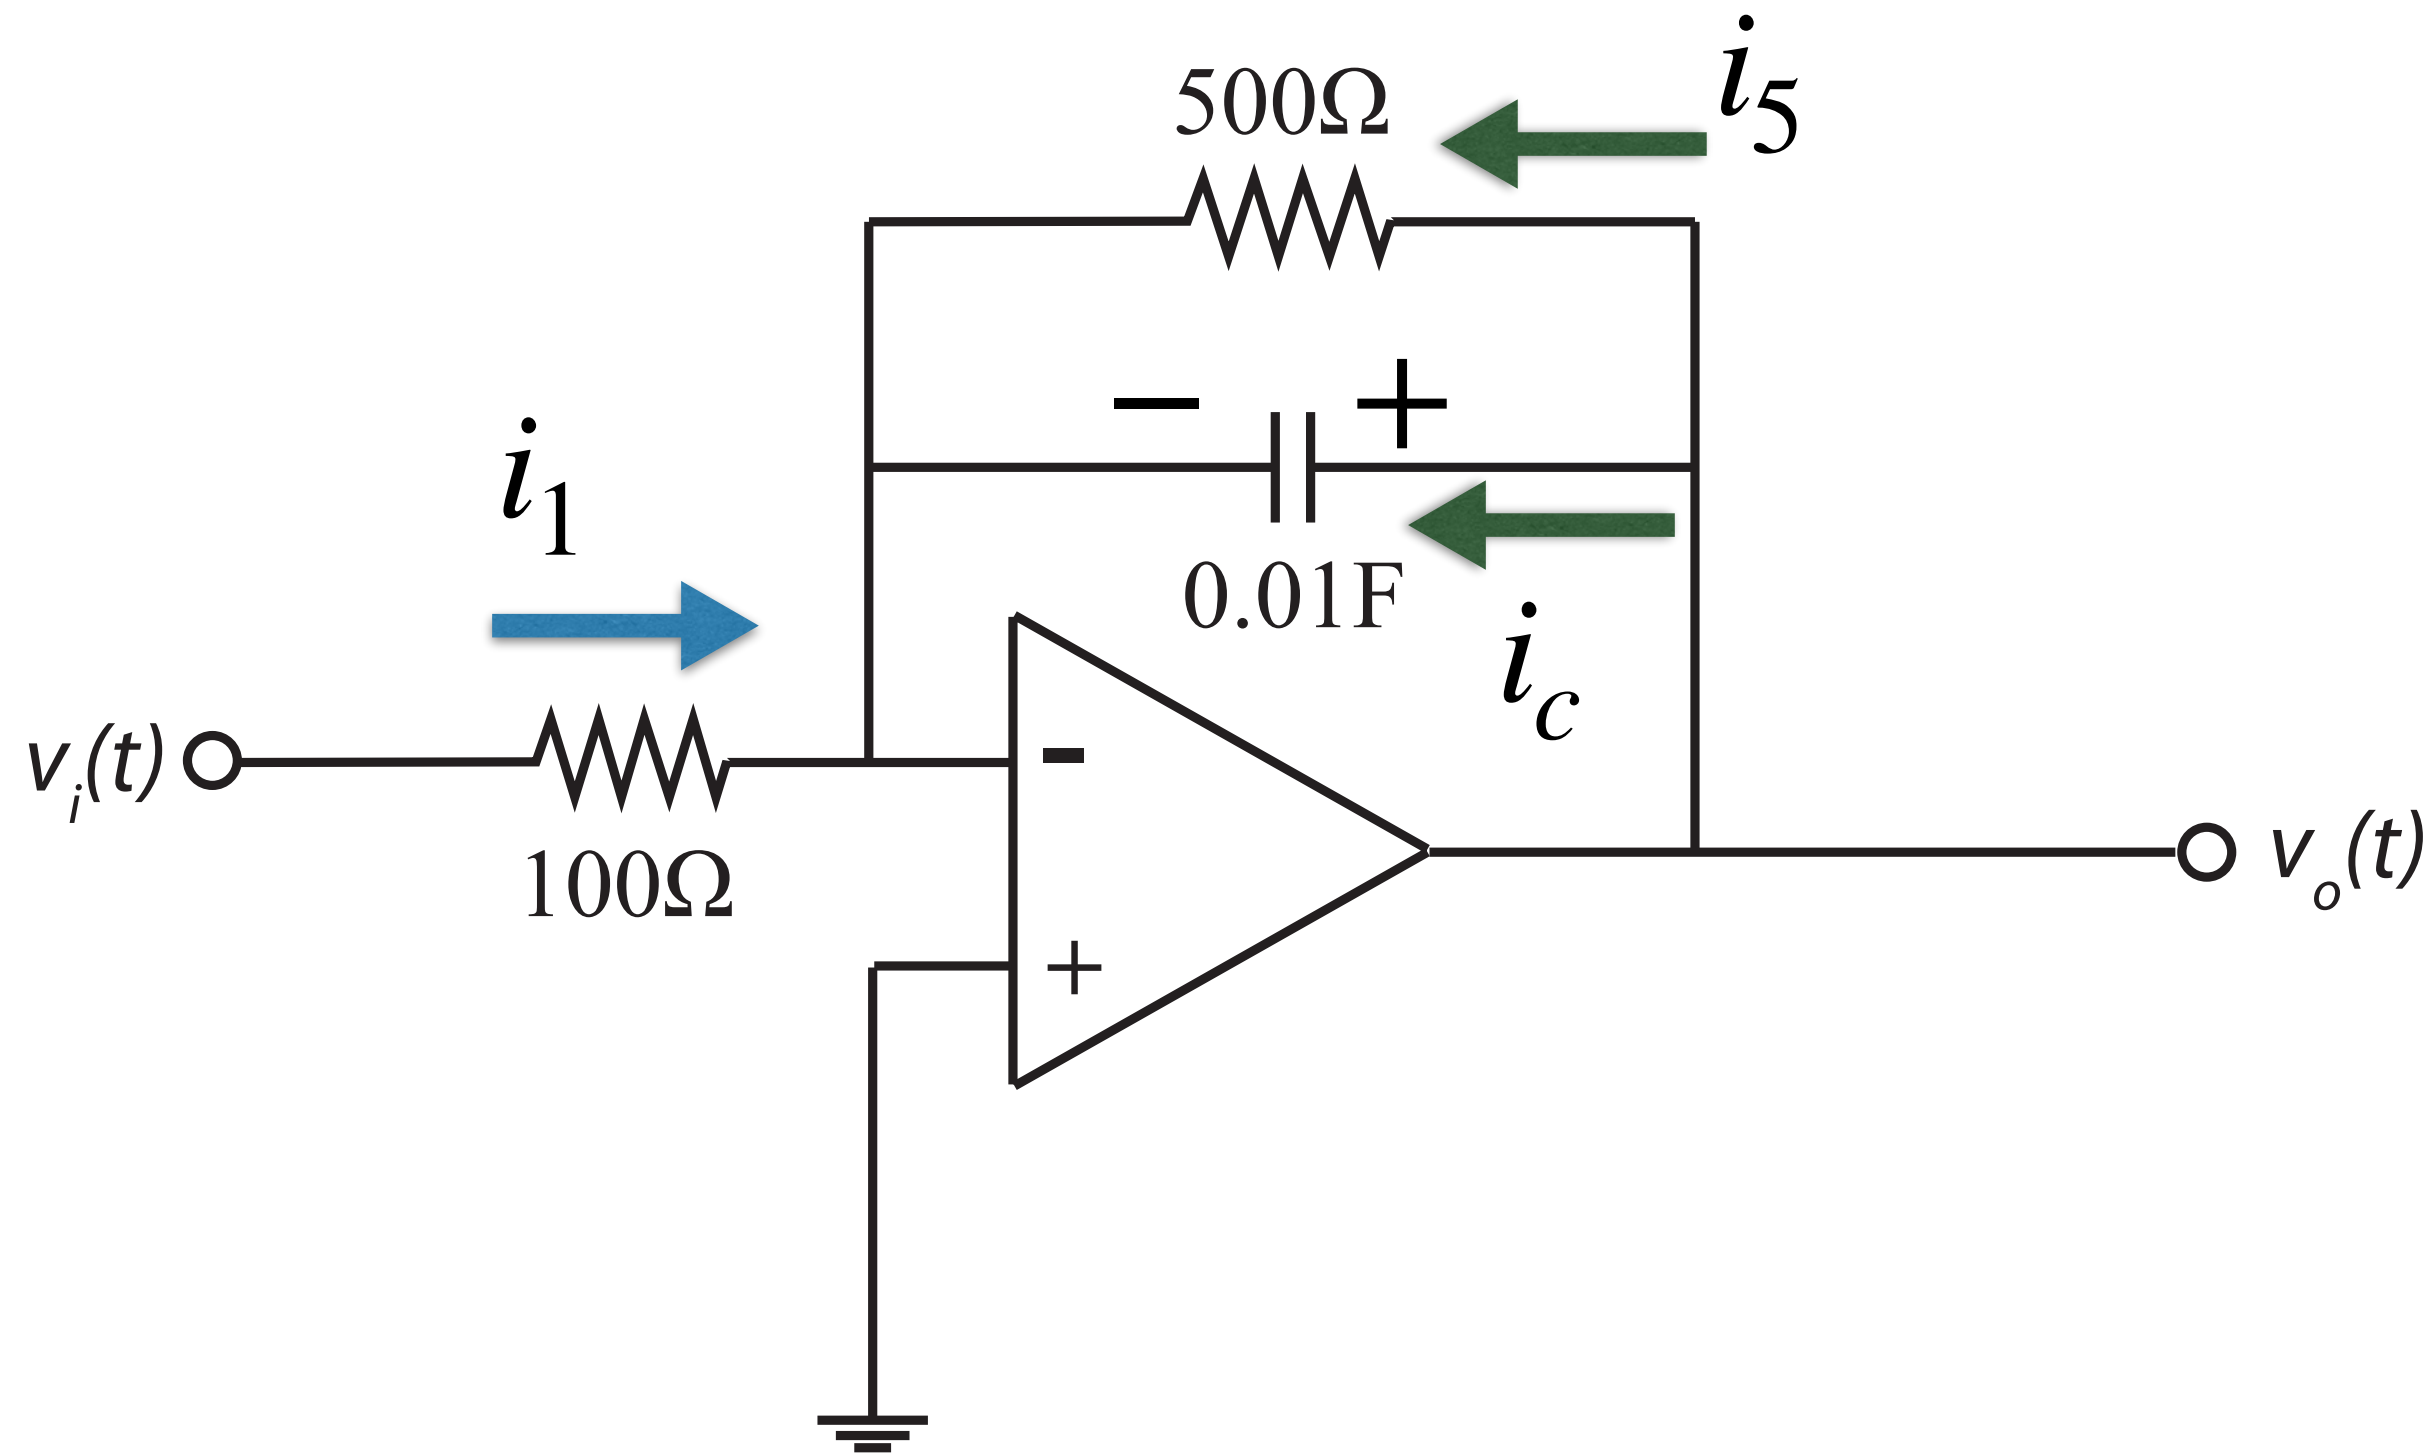 i5
500Ω
− +
i1
0.01F
ic
vi(t)
-
100Ω
vo(t)
+